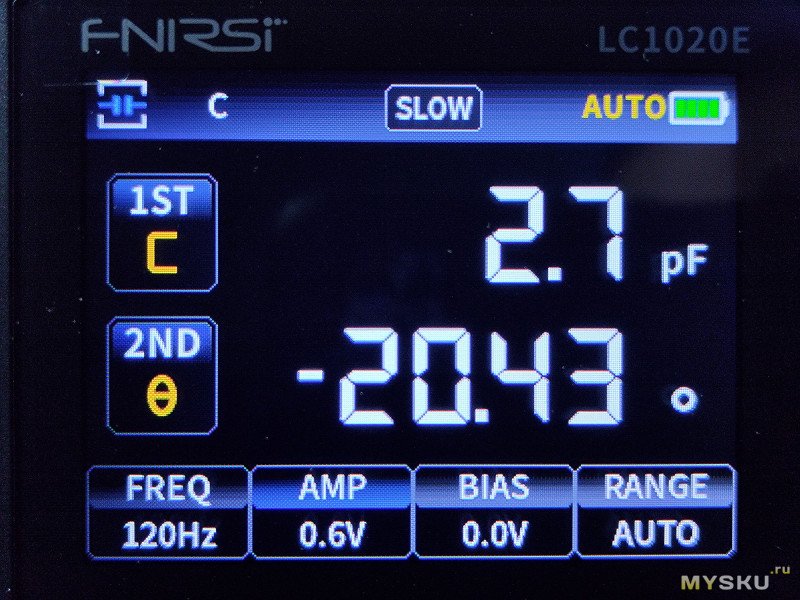 FNIRSI LC1020E
C SLOW AUTO
1ST
C 2.7 pF
2ND
θ -20.43 °
FREQ AMP BIAS RANGE
120Hz 0.6V 0.0V AUTO
MYSKU.ru